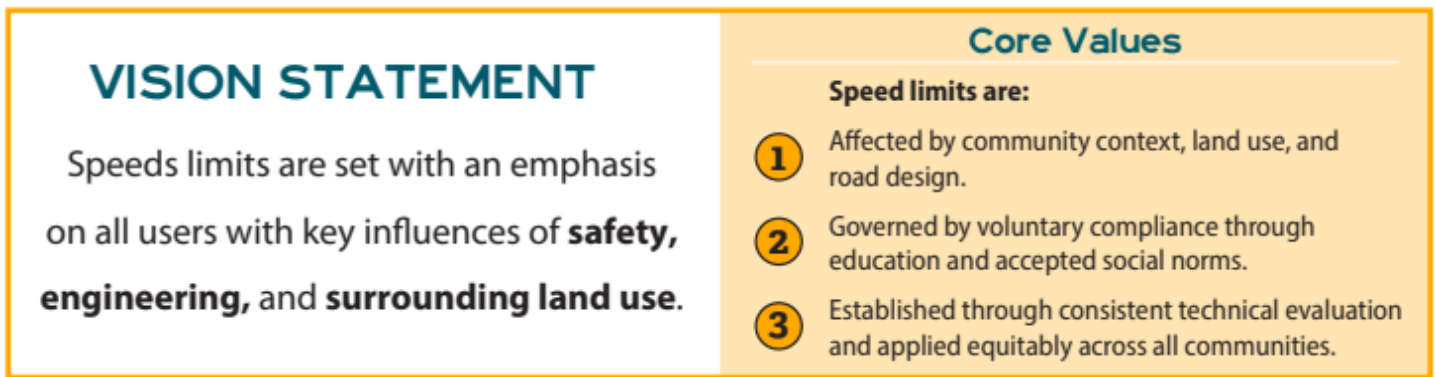 VISION STATEMENT
Speeds limits are set with an emphasis
on all users with key influences of safety,
engineering, and surrounding land use.
Core Values
Speed limits are:
1
Affected by community context, land use, and
road design.
2
Governed by voluntary compliance through
education and accepted social norms.
3
Established through consistent technical evaluation
and applied equitably across all communities.